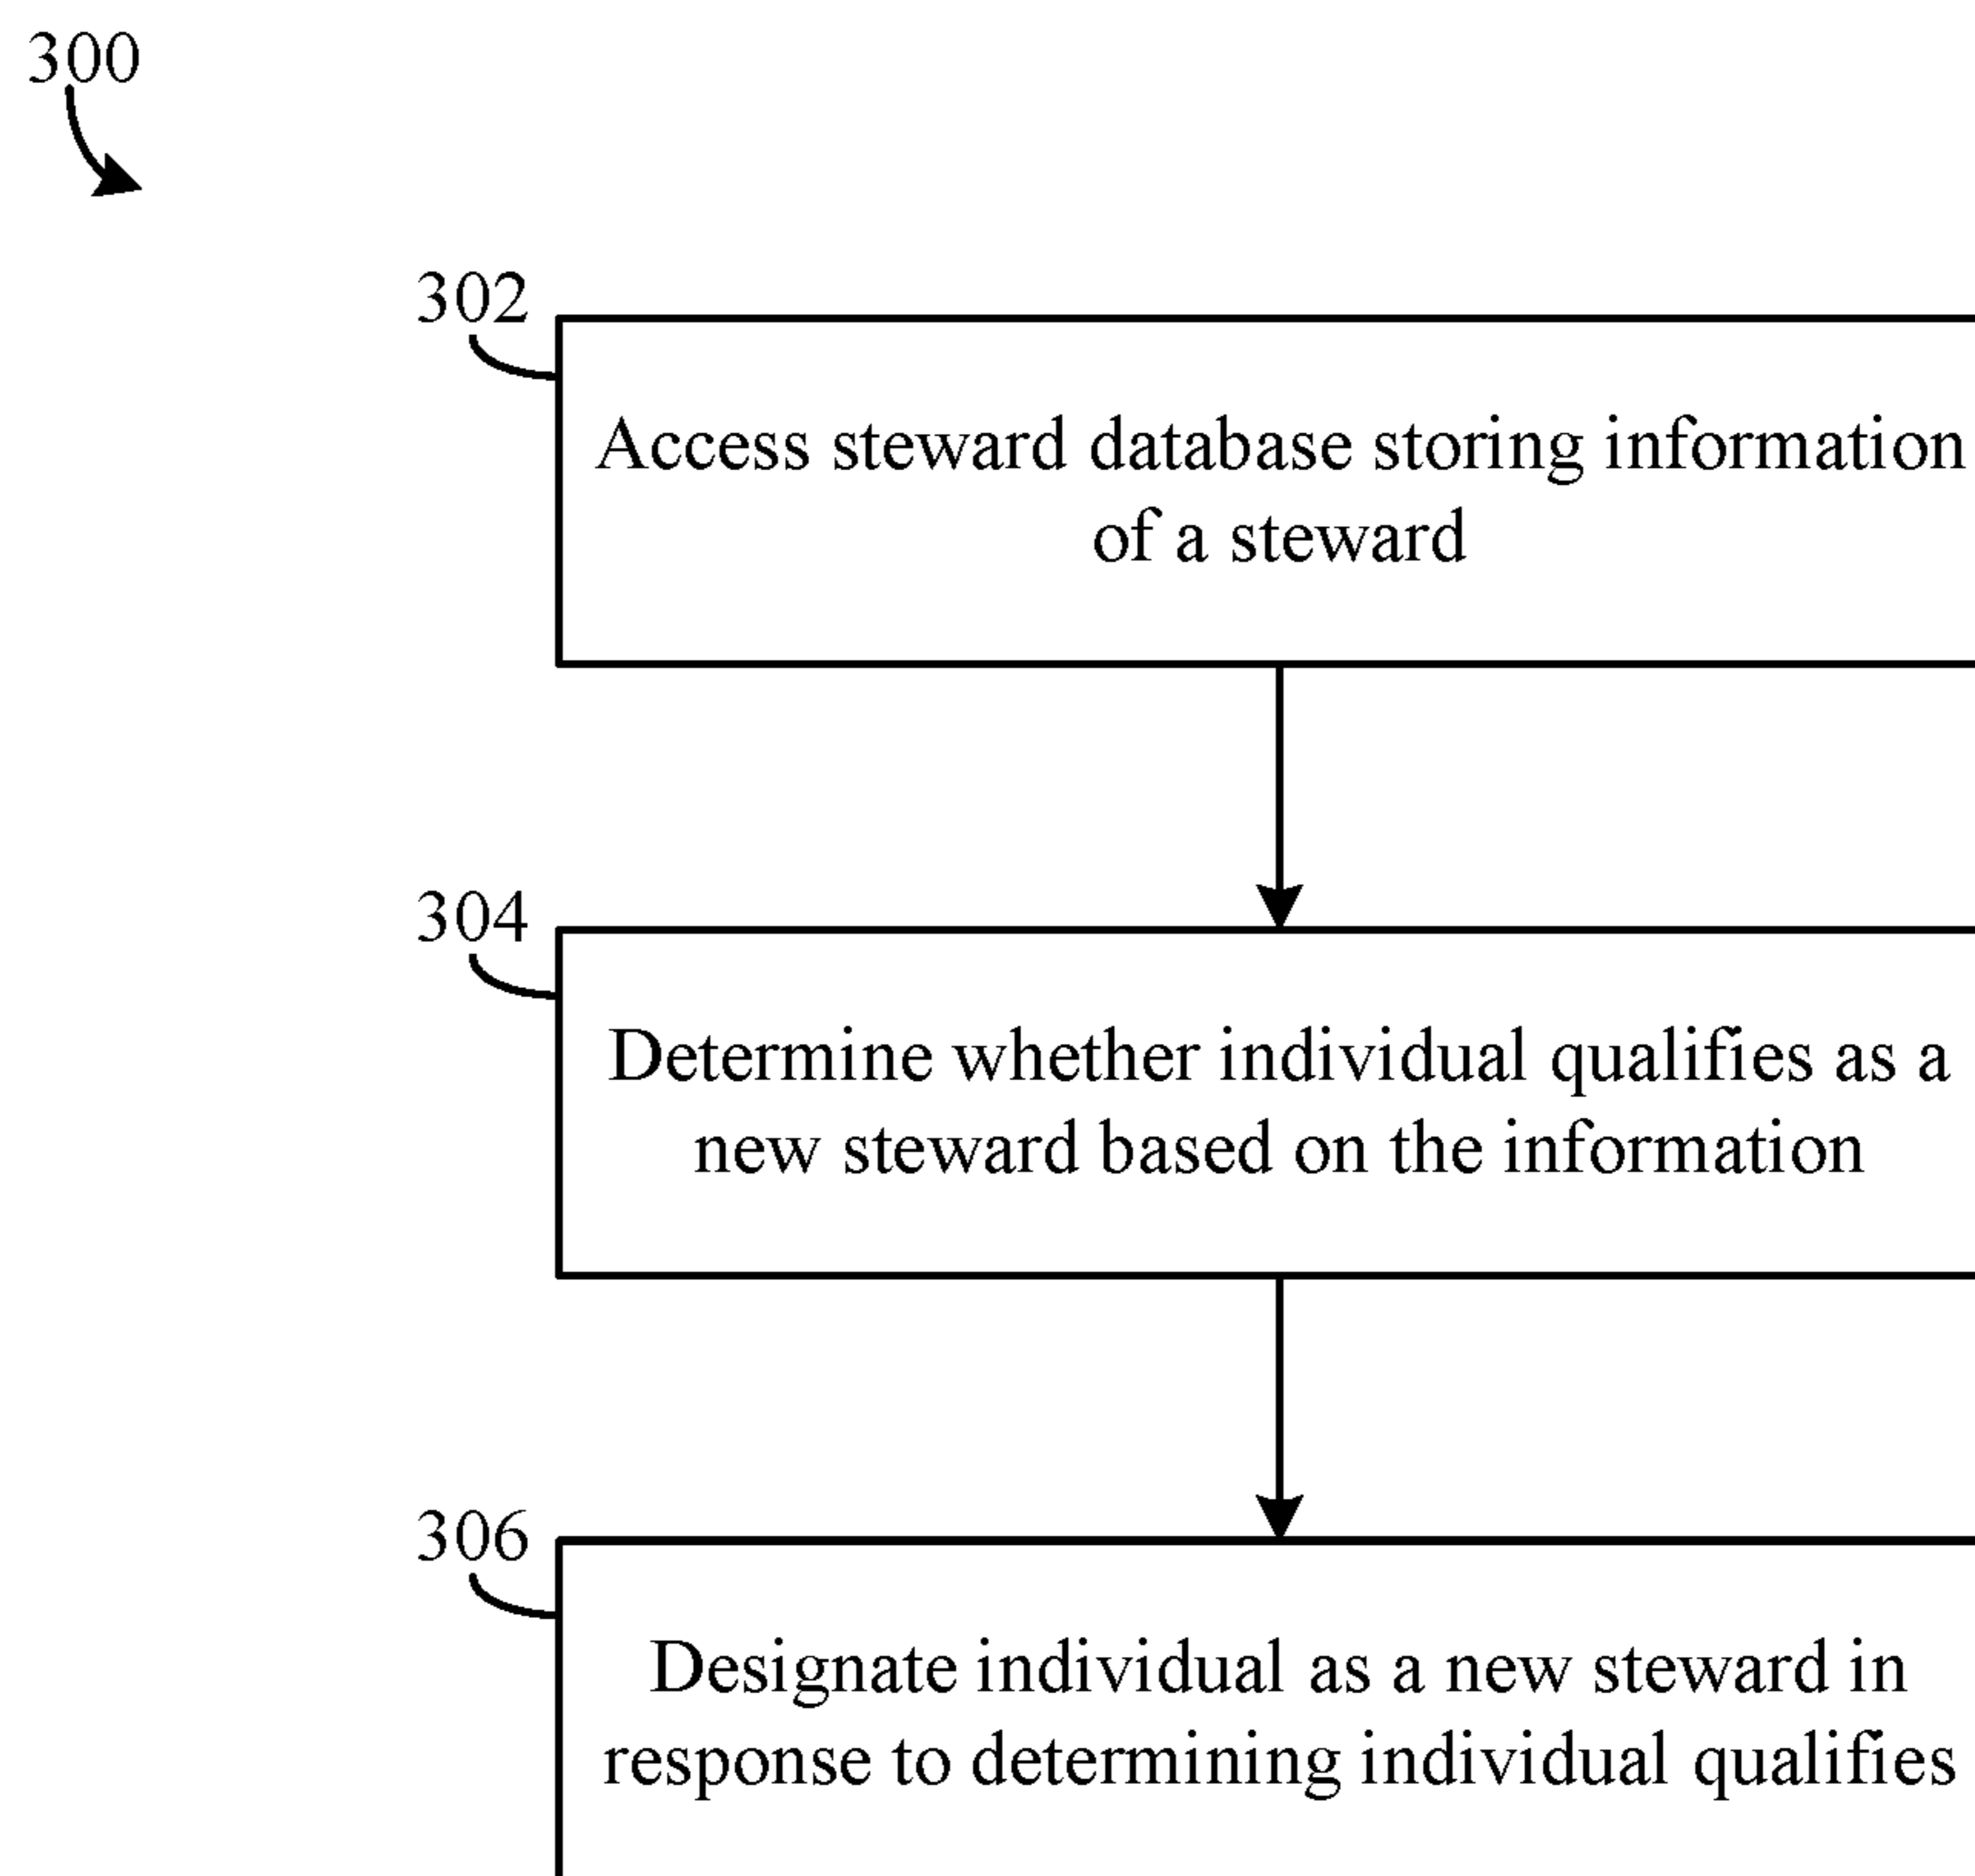 300
302
Access steward database storing information
of a steward
304
Determine whether individual qualifies as a
new steward based on the information
306
Designate individual as a new steward in
response to determining individual qualifies